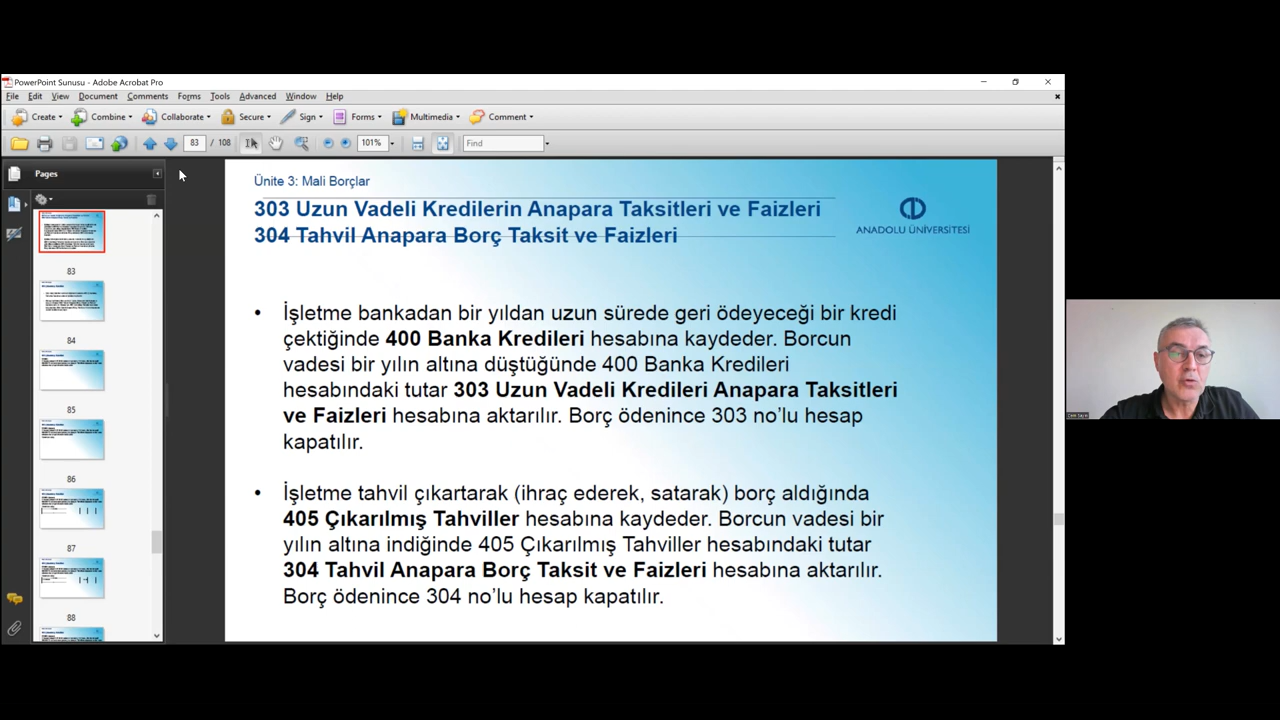 PowerPoint Sunusu - Adobe Acrobat Pro
File Edit View Document Comments Forms Tools Advanced Window Help
Create Combine Collaborate Secure Sign Forms Multimedia Comment
83 / 108 101% Find
Pages
83
84
85
86
87
88
Ünite 3: Mali Borçlar
303 Uzun Vadeli Kredilerin Anapara Taksitleri ve Faizleri
304 Tahvil Anapara Borç Taksit ve Faizleri
ANADOLU ÜNİVERSİTESİ
• İşletme bankadan bir yıldan uzun sürede geri ödeyeceği bir kredi
çektiğinde 400 Banka Kredileri hesabına kaydeder. Borcun
vadesi bir yılın altına düştüğünde 400 Banka Kredileri
hesabındaki tutar 303 Uzun Vadeli Kredileri Anapara Taksitleri
ve Faizleri hesabına aktarılır. Borç ödenince 303 no'lu hesap
kapatılır.
• İşletme tahvil çıkartarak (ihraç ederek, satarak) borç aldığında
405 Çıkarılmış Tahviller hesabına kaydeder. Borcun vadesi bir
yılın altına indiğinde 405 Çıkarılmış Tahviller hesabındaki tutar
304 Tahvil Anapara Borç Taksit ve Faizleri hesabına aktarılır.
Borç ödenince 304 no'lu hesap kapatılır.